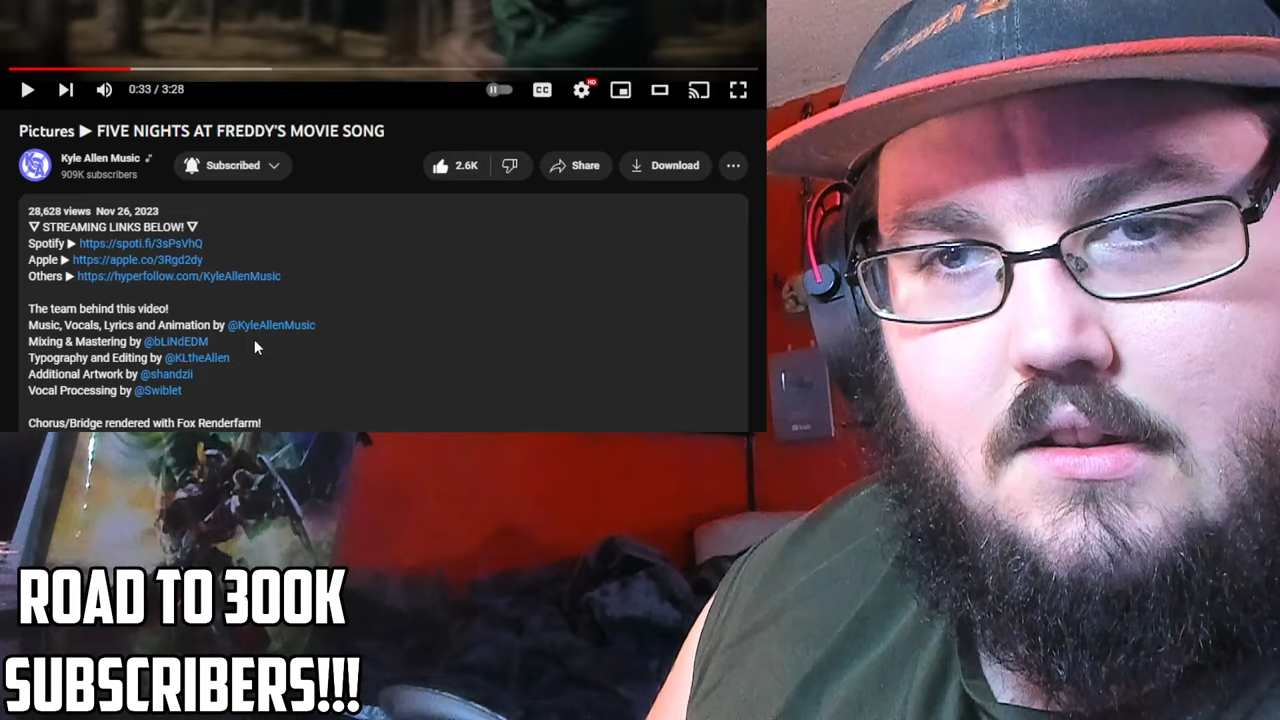 0:33 / 3:28
CC
HD
Pictures ▶ FIVE NIGHTS AT FREDDY'S MOVIE SONG
Kyle Allen Music
909K subscribers
Subscribed
2.6K
Share
Download
28,628 views Nov 26, 2023
▽ STREAMING LINKS BELOW! ▽
Spotify ▶ https://spoti.fi/3sPsVhQ
Apple ▶ https://apple.co/3Rgd2dy
Others ▶ https://hyperfollow.com/KyleAllenMusic
The team behind this video!
Music, Vocals, Lyrics and Animation by @KyleAllenMusic
Mixing & Mastering by @bLiNdEDM
Typography and Editing by @KLtheAllen
Additional Artwork by @shandzii
Vocal Processing by @Swiblet
Chorus/Bridge rendered with Fox Renderfarm!
ROAD TO 300K
SUBSCRIBERS!!!